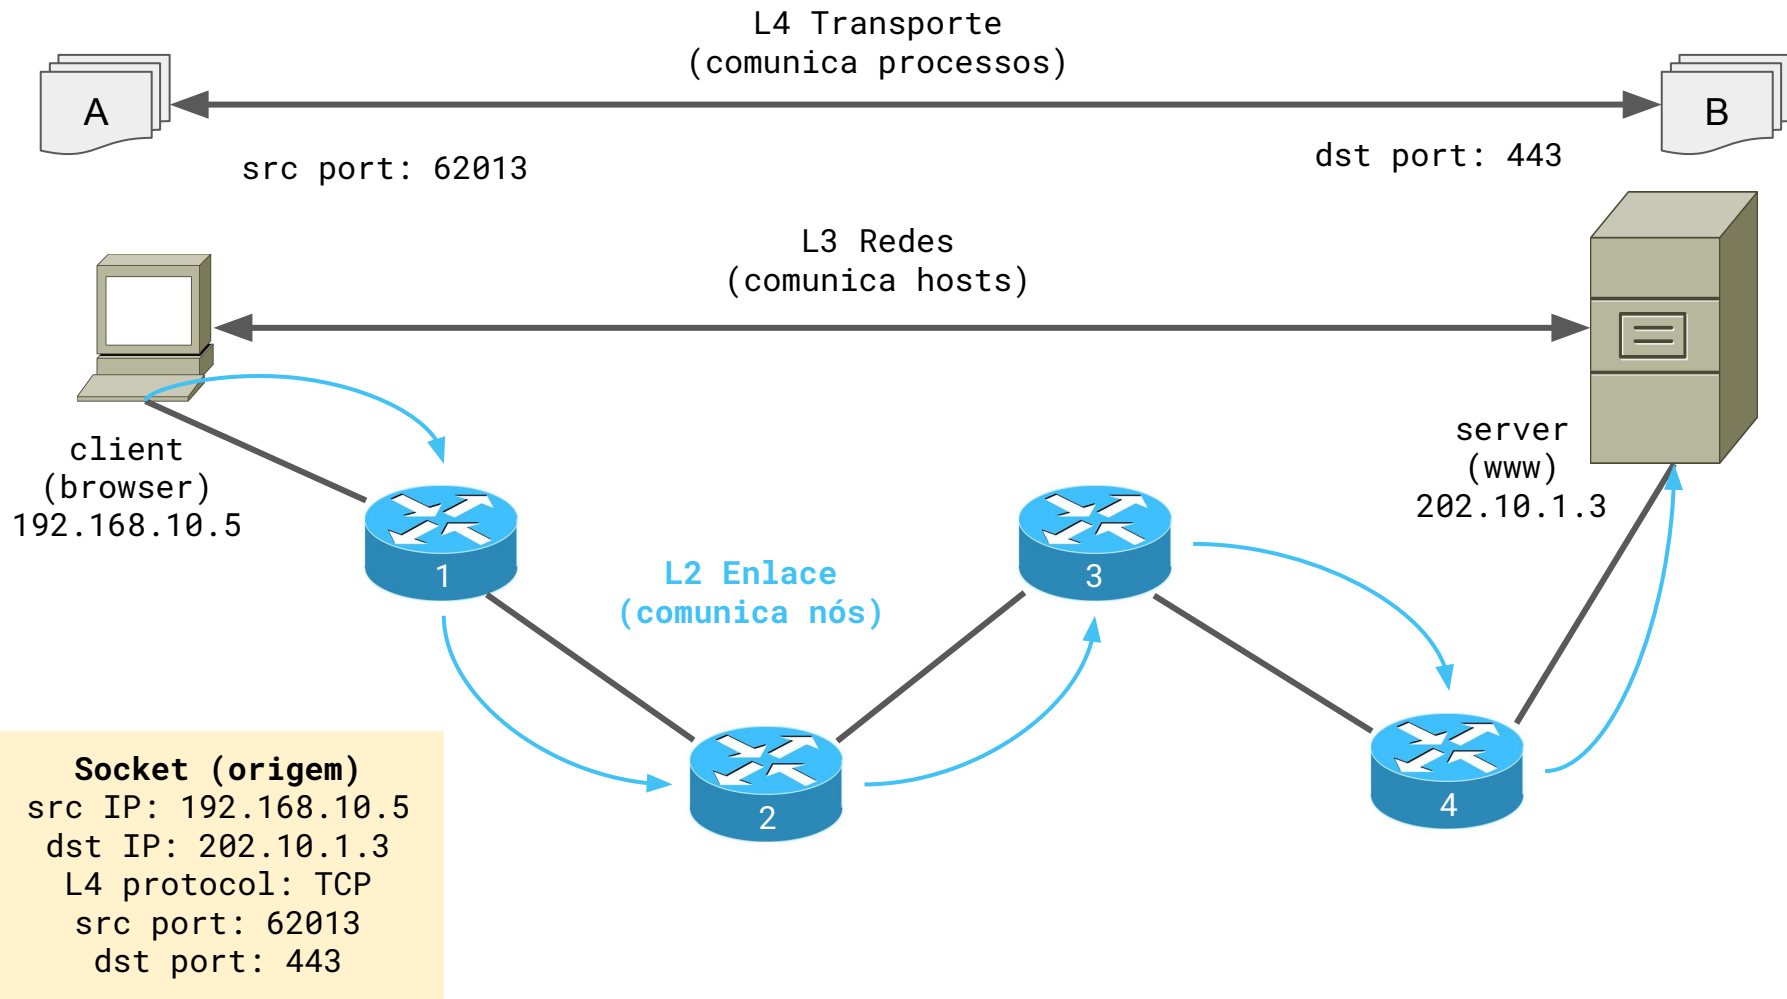 L4 Transporte
(comunica processos)
A
B
src port: 62013
dst port: 443
L3 Redes
(comunica hosts)
client
(browser)
192.168.10.5
server
(www)
202.10.1.3
1
L2 Enlace
(comunica nós)
3
2
4
Socket (origem)
src IP: 192.168.10.5
dst IP: 202.10.1.3
L4 protocol: TCP
src port: 62013
dst port: 443